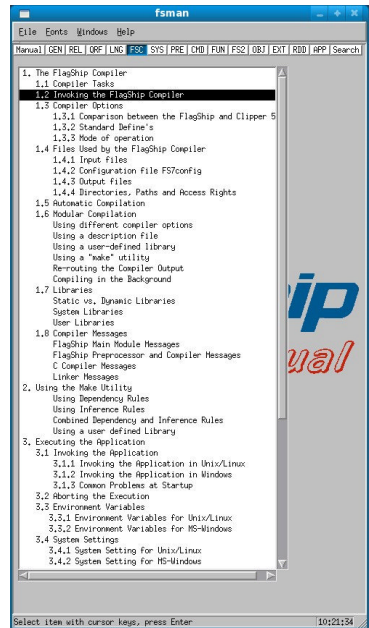 fsman
File Fonts Windows Help
Manual GEN REL QRF LNG FSC SYS PRE CMD FUN FS2 OBJ EXT RDD APP Search
1. The FlagShip Compiler
1.1 Compiler Tasks
1.2 Invoking the FlagShip Compiler
1.3 Compiler Options
1.3.1 Comparison between the FlagShip and Clipper 5
1.3.2 Standard Define's
1.3.3 Mode of operation
1.4 Files Used by the FlagShip Compiler
1.4.1 Input files
1.4.2 Configuration file FS7config
1.4.3 Output files
1.4.4 Directories, Paths and Access Rights
1.5 Automatic Compilation
1.6 Modular Compilation
Using different compiler options
Using a description file
Using a user-defined library
Using a "make" utility
Re-routing the Compiler Output
Compiling in the Background
1.7 Libraries
Static vs. Dynamic Libraries
System Libraries
User Libraries
1.8 Compiler Messages
FlagShip Main Module Messages
FlagShip Preprocessor and Compiler Messages
C Compiler Messages
Linker Messages
2. Using the Make Utility
Using Dependency Rules
Using Inference Rules
Combined Dependency and Inference Rules
Using a user defined Library
3. Executing the Application
3.1 Invoking the Application
3.1.1 Invoking the Application in Unix/Linux
3.1.2 Invoking the Application in Windows
3.1.3 Common Problems at Startup
3.2 Aborting the Execution
3.3 Environment Variables
3.3.1 Environment Variables for Unix/Linux
3.3.2 Environment Variables for MS-Windows
3.4 System Settings
3.4.1 System Setting for Unix/Linux
3.4.2 System Setting for MS-Windows
ip
ual
Select item with cursor keys, press Enter 10:21:34